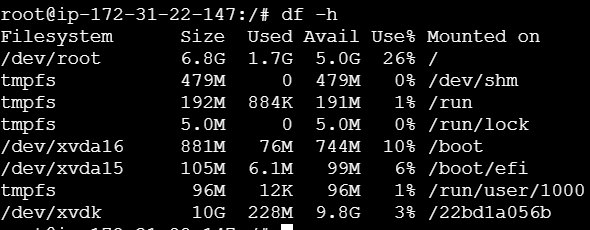 root@ip-172-31-22-147:/# df -h
Filesystem Size Used Avail Use% Mounted on
/dev/root 6.8G 1.7G 5.0G 26% /
tmpfs 479M 0 479M 0% /dev/shm
tmpfs 192M 884K 191M 1% /run
tmpfs 5.0M 0 5.0M 0% /run/lock
/dev/xvda16 881M 76M 744M 10% /boot
/dev/xvda15 105M 6.1M 99M 6% /boot/efi
tmpfs 96M 12K 96M 1% /run/user/1000
/dev/xvdk 10G 228M 9.8G 3% /22bd1a056b
root@ip-172-31-22-147:/#